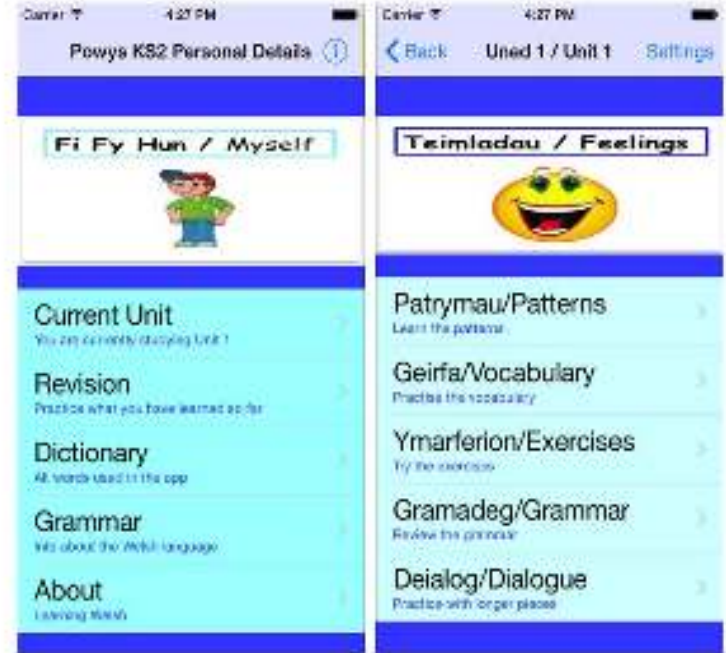 Carrier 4:27 PM
Powys KS2 Personal Details
Fi Fy Hun / Myself
Current Unit
You are currently studying Unit 1
Revision
Practice what you have learned so far
Dictionary
All words used in the app
Grammar
Info about the Welsh language
About
Learning Welsh
Carrier 4:27 PM
Back Uned 1 / Unit 1 Settings
Teimladau / Feelings
Patrymau/Patterns
Learn the patterns
Geirfa/Vocabulary
Practise the vocabulary
Ymarferion/Exercises
Try the exercises
Gramadeg/Grammar
Review the grammar
Deialog/Dialogue
Practice with longer pieces